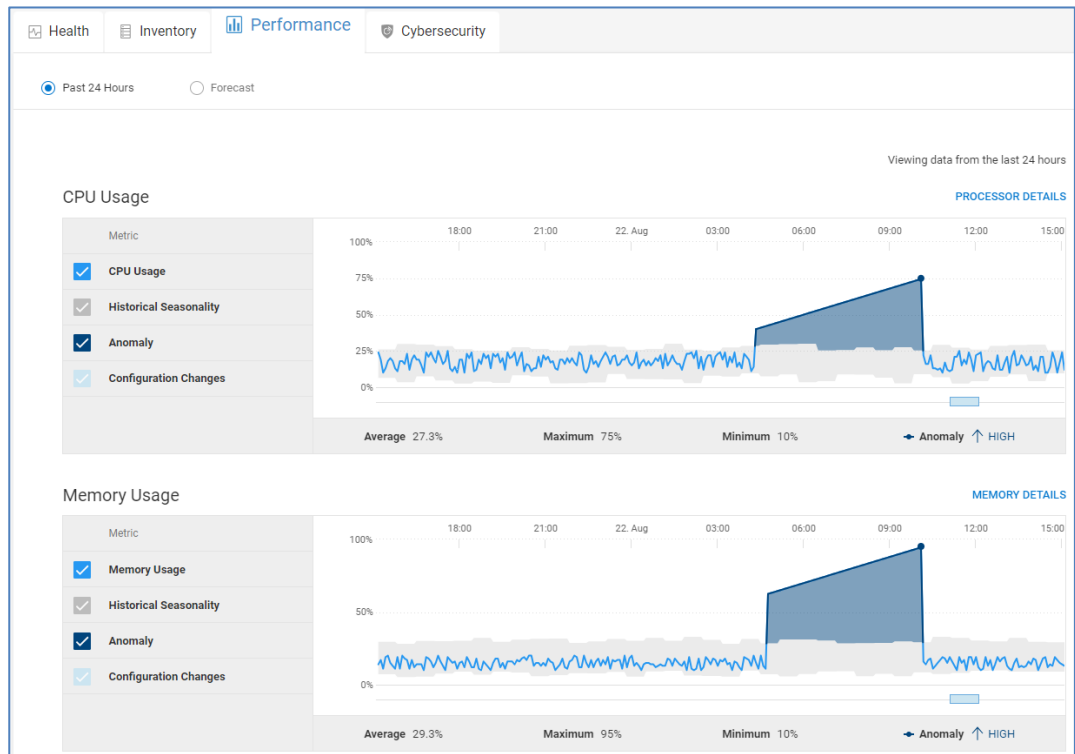 Health Inventory Performance Cybersecurity
Past 24 Hours Forecast
Viewing data from the last 24 hours
CPU Usage PROCESSOR DETAILS
Metric
CPU Usage
Historical Seasonality
Anomaly
Configuration Changes
18:00 21:00 22. Aug 03:00 06:00 09:00 12:00 15:00
100%
75%
50%
25%
0%
Average 27.3% Maximum 75% Minimum 10% Anomaly HIGH
Memory Usage MEMORY DETAILS
Metric
Memory Usage
Historical Seasonality
Anomaly
Configuration Changes
18:00 21:00 22. Aug 03:00 06:00 09:00 12:00 15:00
100%
50%
0%
Average 29.3% Maximum 95% Minimum 10% Anomaly HIGH